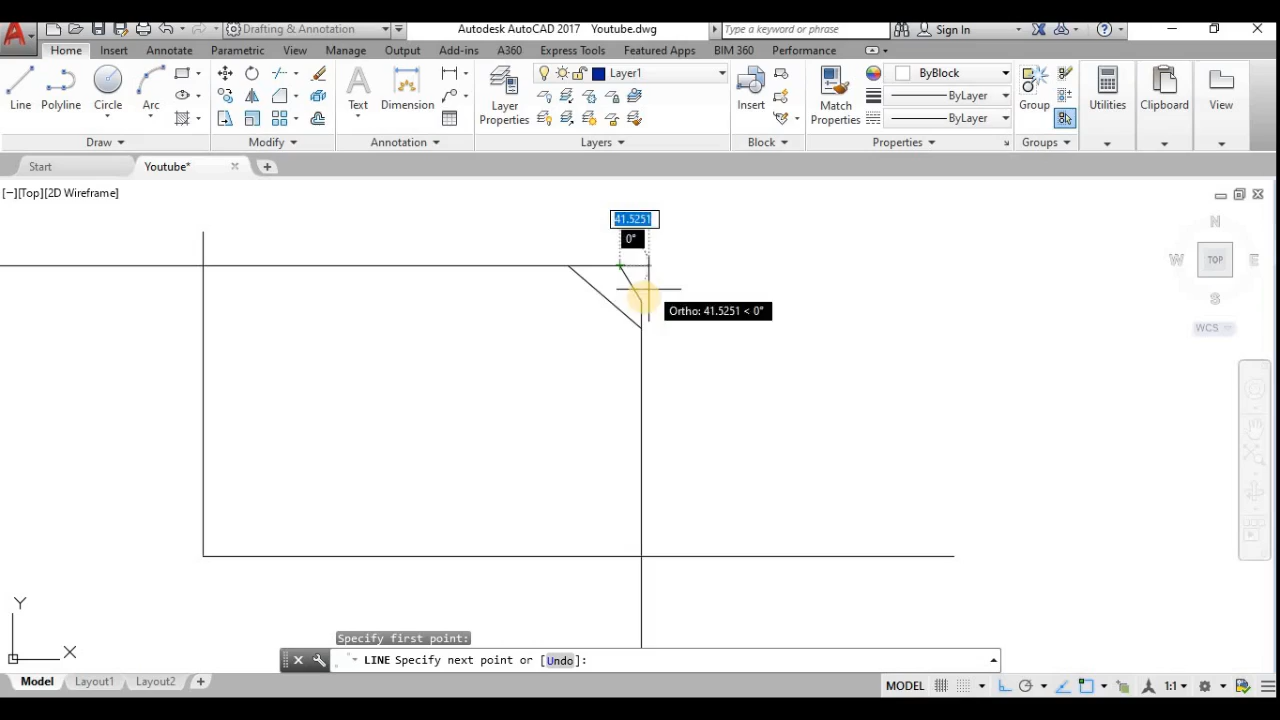 Drafting & Annotation
Autodesk AutoCAD 2017 Youtube.dwg
Type a keyword or phrase
Sign In
Home Insert Annotate Parametric View Manage Output Add-ins A360 Express Tools Featured Apps BIM 360 Performance
Line Polyline Circle Arc
Text Dimension
Layer Properties
Layer1
Insert
Match Properties
ByBlock
ByLayer
ByLayer
Group
Utilities
Clipboard
View
Draw Modify Annotation Layers Block Properties Groups
Start Youtube*
[−][Top][2D Wireframe]
N
W TOP E
S
WCS
41.5251
0°
Ortho: 41.5251 < 0°
Y
X
Specify first point:
LINE Specify next point or [Undo]:
Model Layout1 Layout2
MODEL 1:1